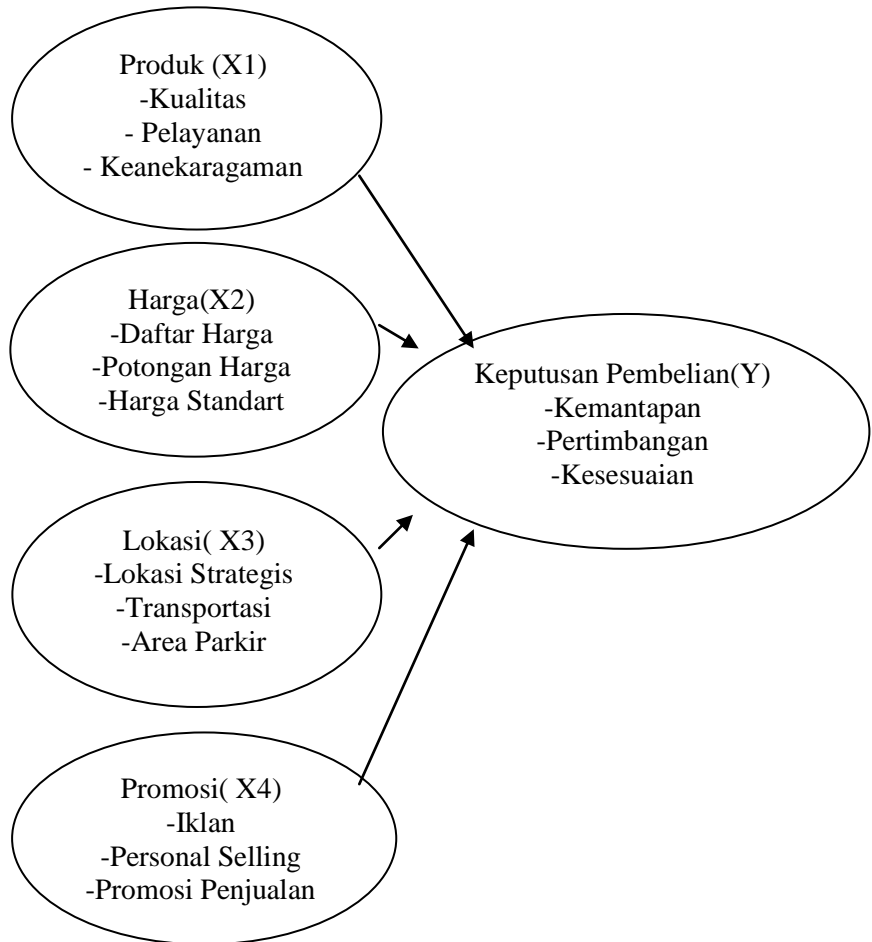 Produk (X1)
-Kualitas
- Pelayanan
- Keanekaragaman
Harga(X2)
-Daftar Harga
-Potongan Harga
-Harga Standart
Keputusan Pembelian(Y)
-Kemantapan
-Pertimbangan
-Kesesuaian
Lokasi( X3)
-Lokasi Strategis
-Transportasi
-Area Parkir
Promosi( X4)
-Iklan
-Personal Selling
-Promosi Penjualan